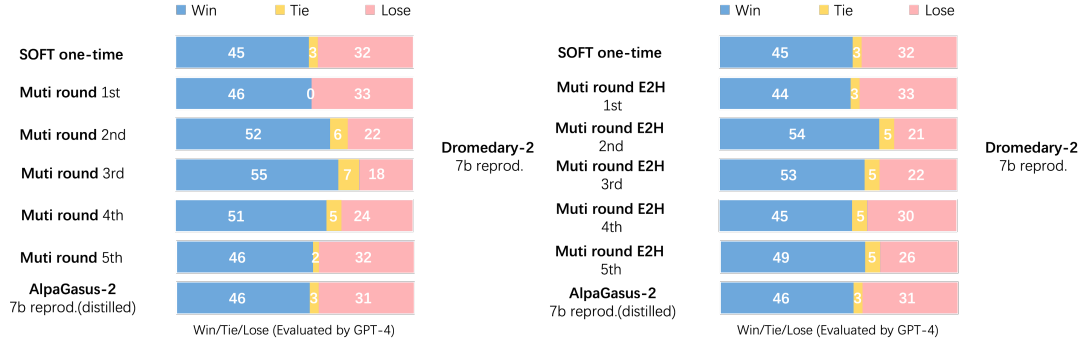 Win Tie Lose
SOFT one-time 45 3 32
Muti round 1st 46 0 33
Muti round 2nd 52 6 22
Muti round 3rd 55 7 18
Muti round 4th 51 5 24
Muti round 5th 46 2 32
AlpaGasus-2
7b reprod.(distilled)
46 3 31
Win/Tie/Lose (Evaluated by GPT-4)
Dromedary-2
7b reprod.
Win Tie Lose
SOFT one-time 45 3 32
Muti round E2H
1st
44 3 33
Muti round E2H
2nd
54 5 21
Muti round E2H
3rd
53 5 22
Muti round E2H
4th
45 5 30
Muti round E2H
5th
49 5 26
AlpaGasus-2
7b reprod.(distilled)
46 3 31
Win/Tie/Lose (Evaluated by GPT-4)
Dromedary-2
7b reprod.